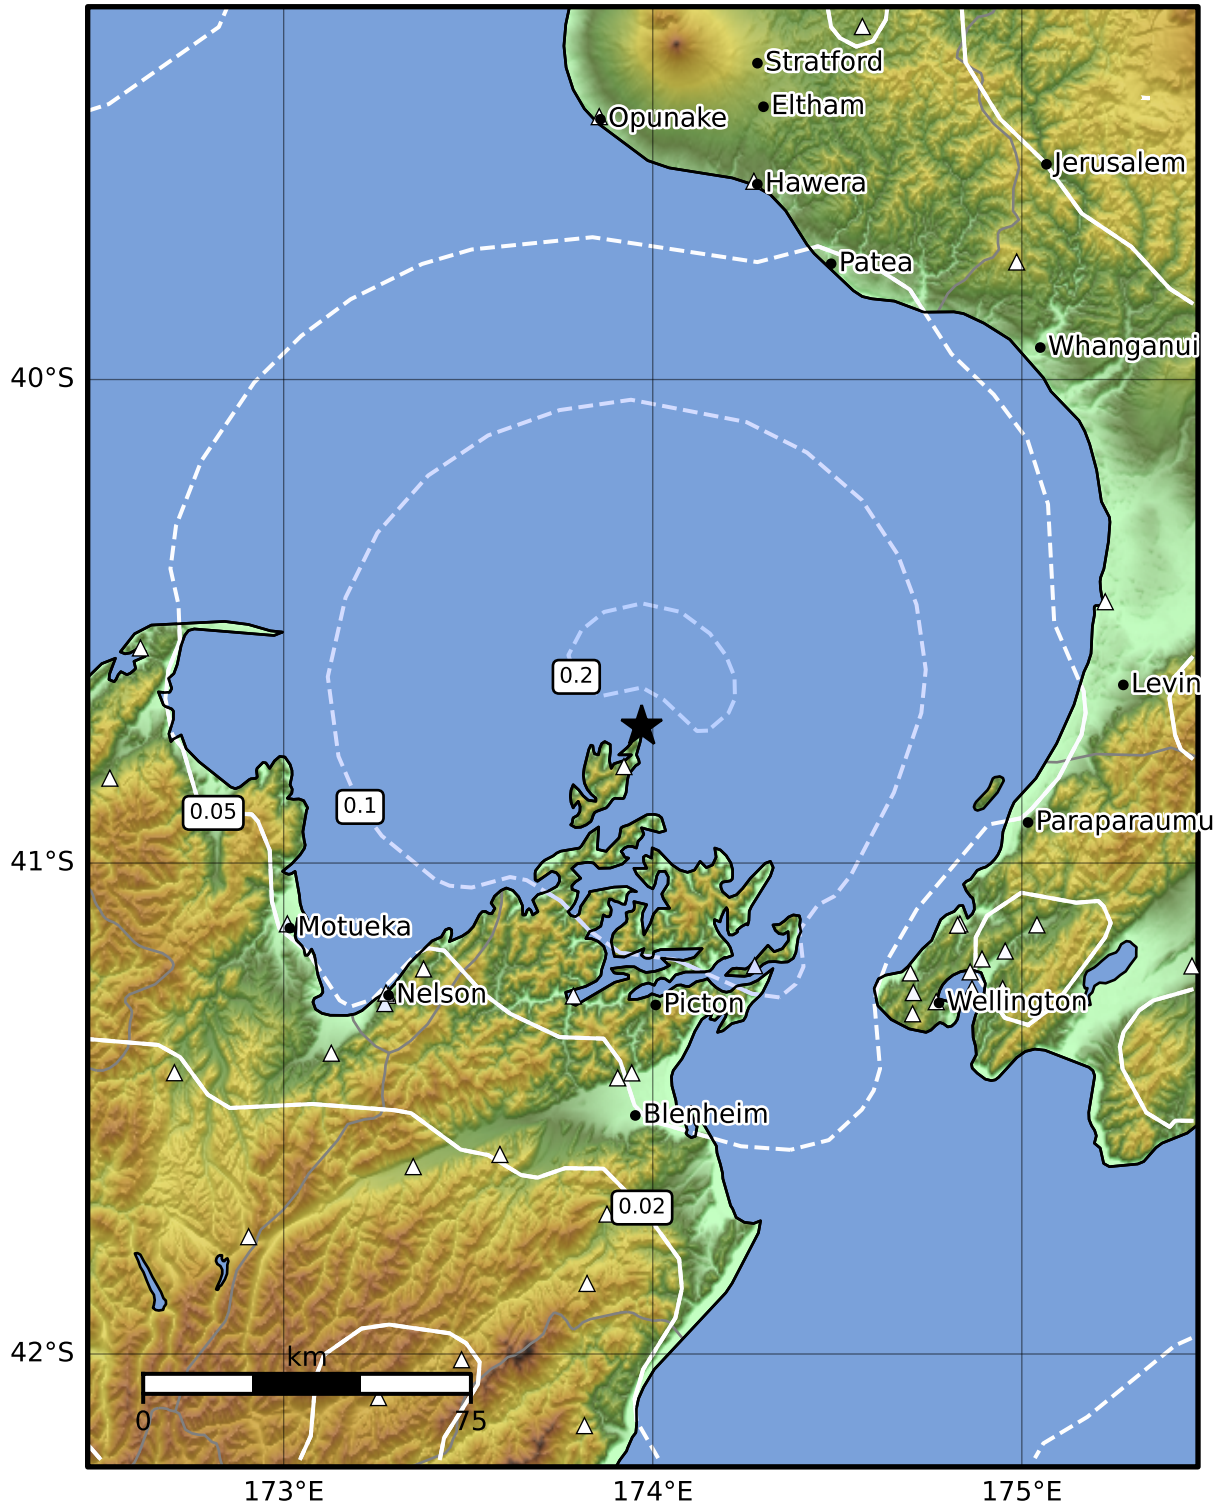 Stratford
Eltham
Opunake
Jerusalem
Hawera
Patea
Whanganui
40°S
0.2
Levin
0.05
0.1
Paraparaumu
41°S
Motueka
Nelson
Picton
Wellington
Blenheim
0.02
42°S
km
0
75
173°E
174°E
175°E